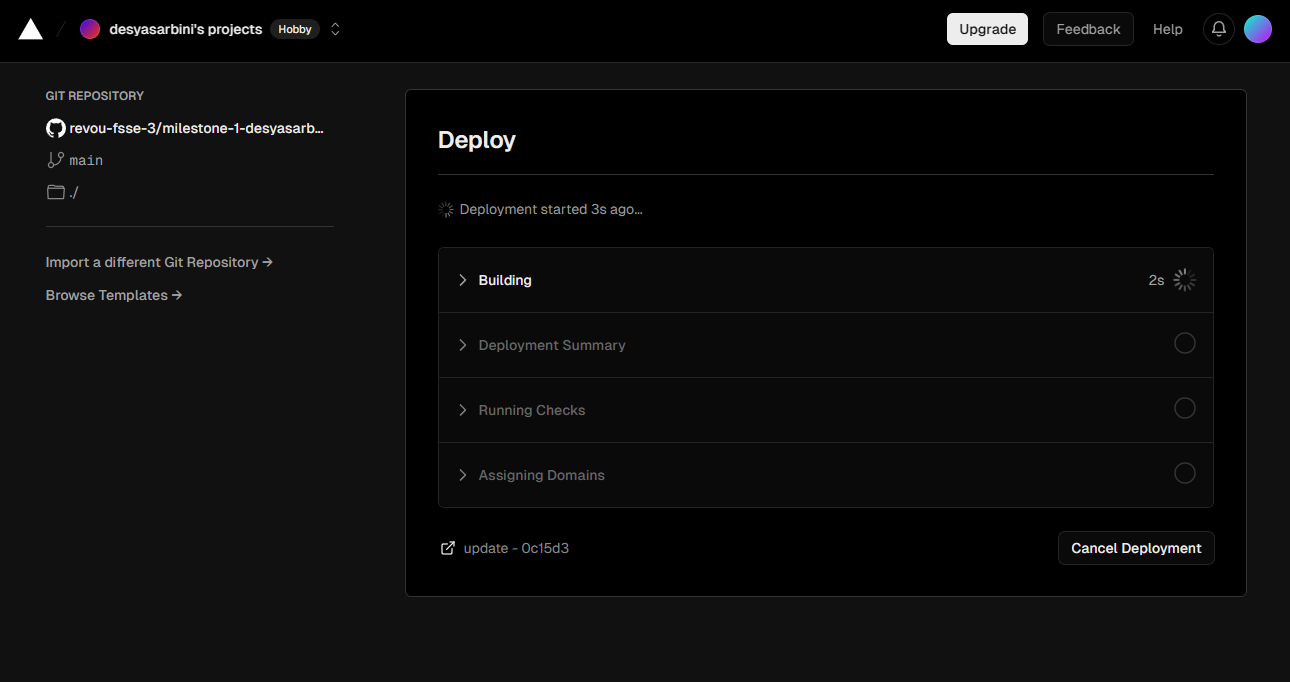 desyasarbini's projects Hobby Upgrade Feedback Help
GIT REPOSITORY
revou-fsse-3/milestone-1-desyasarb...
main
./
Import a different Git Repository →
Browse Templates →
Deploy
Deployment started 3s ago...
Building 2s
Deployment Summary
Running Checks
Assigning Domains
update - 0c15d3 Cancel Deployment